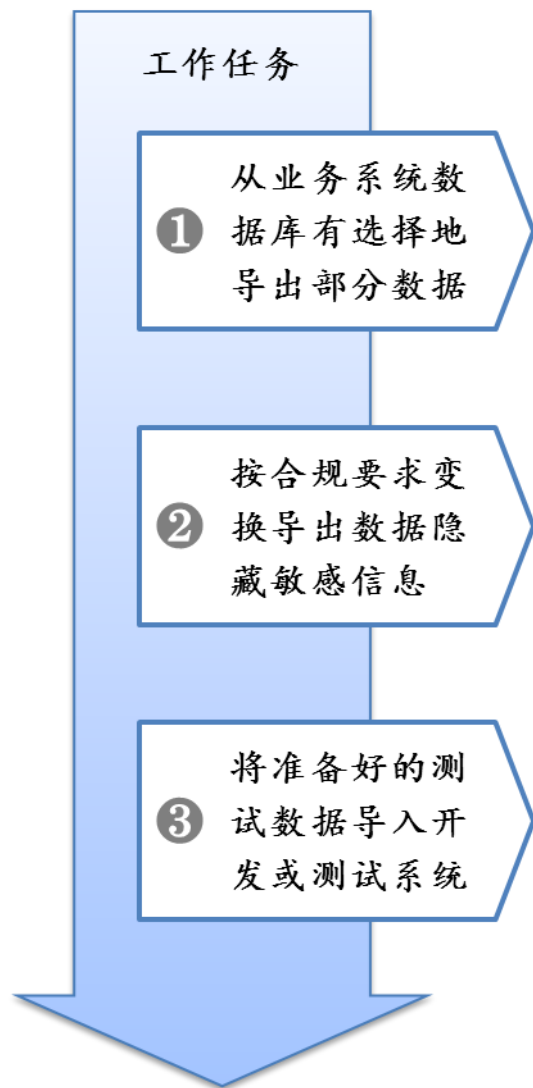 工作任务
❶
从业务系统数
据库有选择地
导出部分数据
❷
按合规要求变
换导出数据隐
藏敏感信息
❸
将准备好的测
试数据导入开
发或测试系统